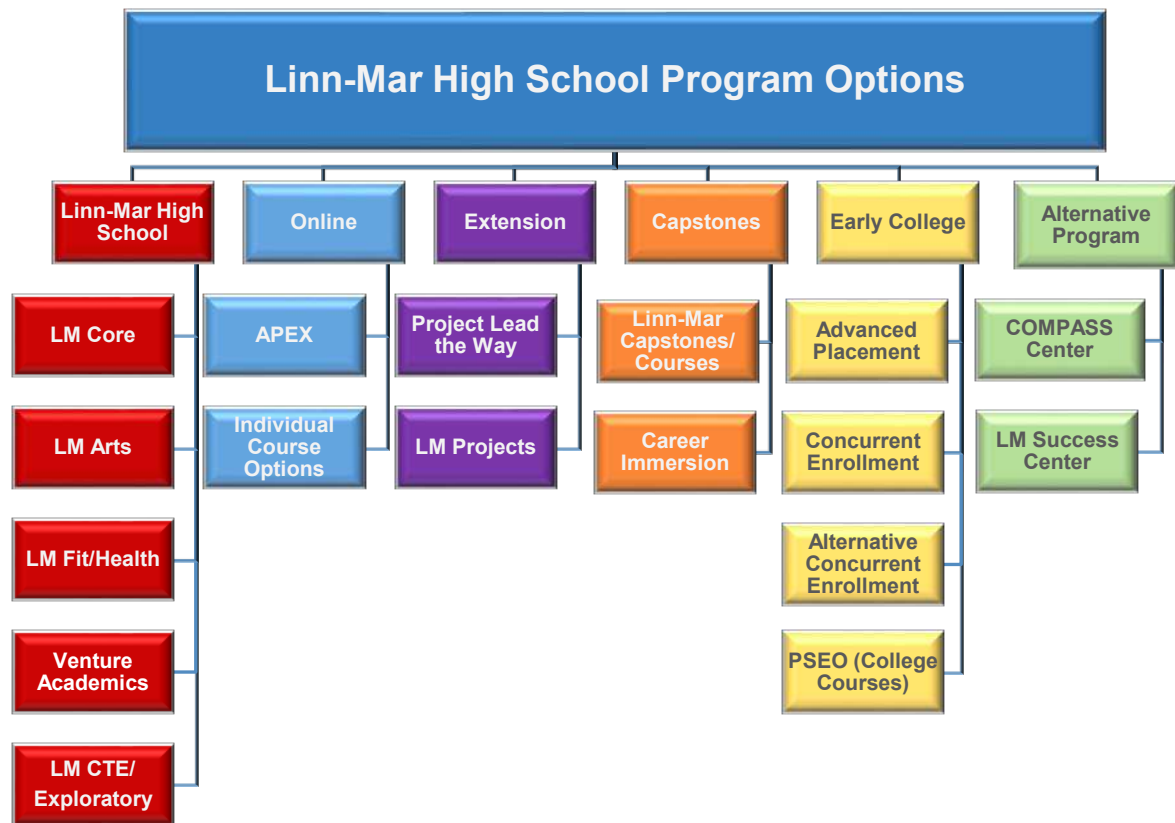 Linn-Mar High School Program Options
Linn-Mar High
School
Online
Extension
Capstones
Early College
Alternative
Program
LM Core
LM Arts
LM Fit/Health
Venture
Academics
LM CTE/
Exploratory
APEX
Individual
Course
Options
Project Lead
the Way
LM Projects
Linn-Mar
Capstones/
Courses
Career
Immersion
Advanced
Placement
Concurrent
Enrollment
Alternative
Concurrent
Enrollment
PSEO (College
Courses)
COMPASS
Center
LM Success
Center